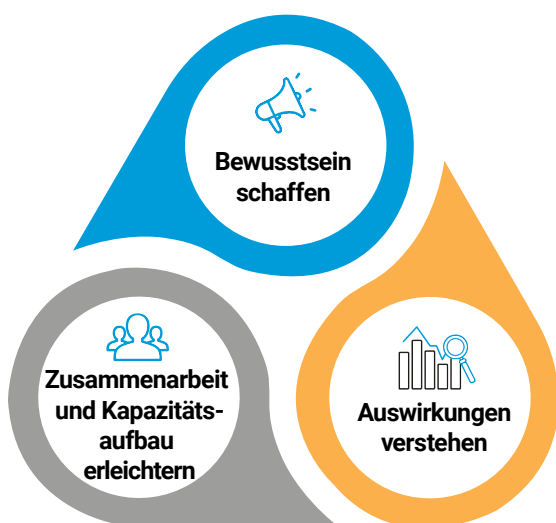 Bewusstsein
schaffen
Zusammenarbeit
und Kapazitäts-
aufbau
erleichtern
Auswirkungen
verstehen